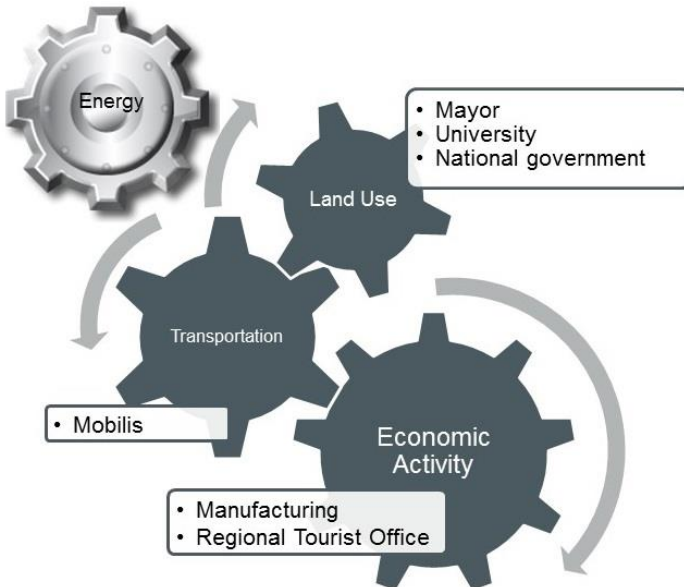 Energy
• Mayor
• University
• National government
Land Use
Transportation
• Mobilis
Economic
Activity
• Manufacturing
• Regional Tourist Office